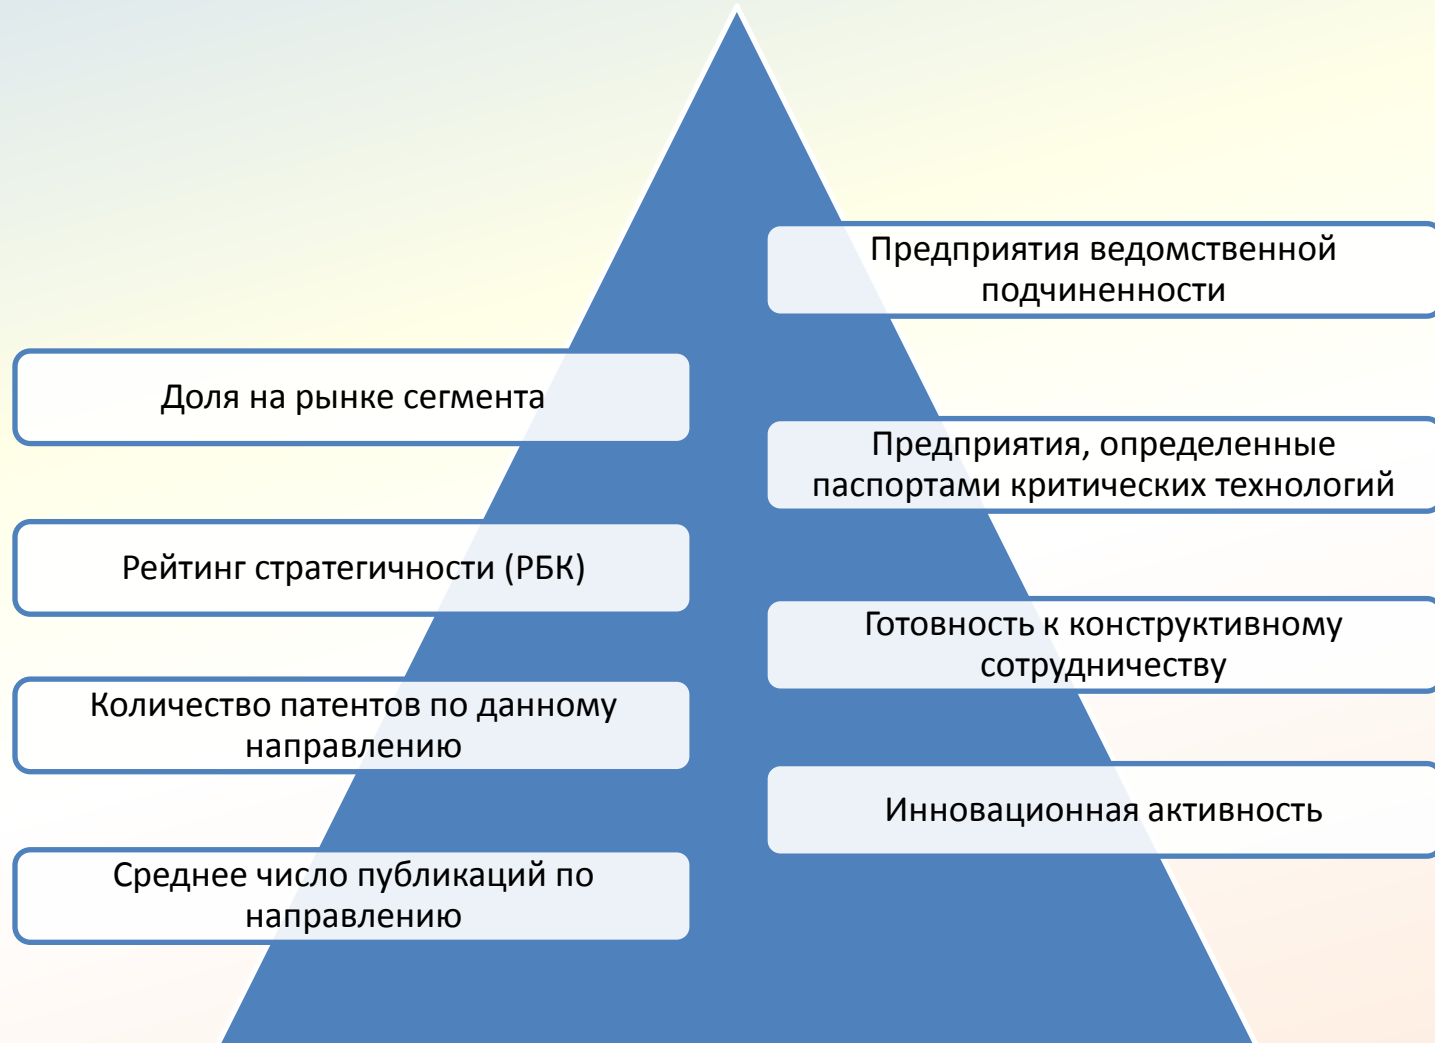 Доля на рынке сегмента
Рейтинг стратегичности (РБК)
Количество патентов по данному
направлению
Среднее число публикаций по
направлению
Предприятия ведомственной
подчиненности
Предприятия, определенные
паспортами критических технологий
Готовность к конструктивному
сотрудничеству
Инновационная активность